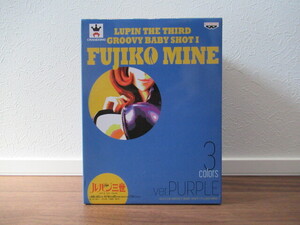 LUPIN THE THIRD
GROOVY BABY SHOT I
FUJIKO MINE
3
colors
ver. PURPLE
ルパン三世